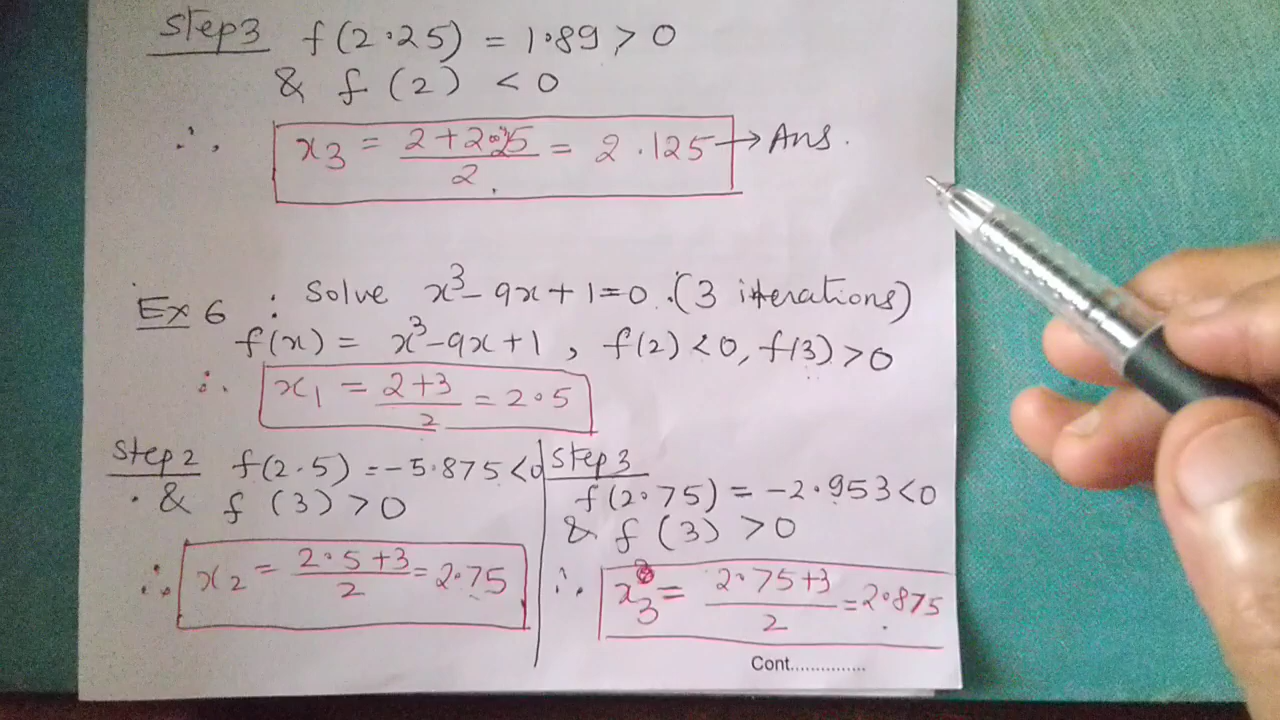 Step3 f(2.25) = 1.89 > 0
& f (2) < 0
∴ x3 = 2+2.25/2 = 2.125 → Ans.
Ex 6 : Solve x³-9x+1=0. (3 iterations)
f(x) = x³-9x+1, f(2)<0, f(3)>0
∴ x1 = 2+3/2 = 2.5
Step2 f(2.5) = -5.875<0
& f (3) >0
∴ x2 = 2.5+3/2 = 2.75
Step3
f(2.75) = -2.953<0
& f (3) >0
∴ x3 = 2.75+3/2 = 2.875
Cont...............